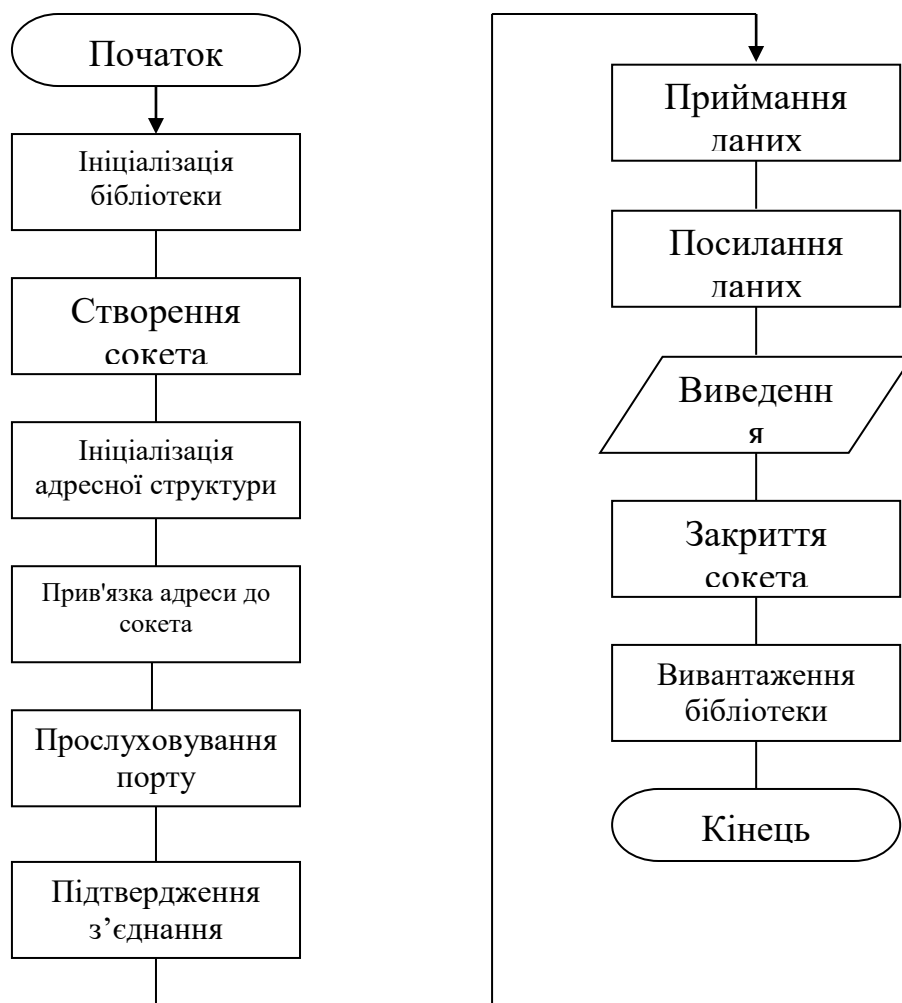 Початок
Ініціалізація
бібліотеки
Створення
сокета
Ініціалізація
адресної структури
Прив'язка адреси до
сокета
Прослуховування
порту
Підтвердження
з’єднання
Приймання
даних
Посилання
даних
Виведенн
я
Закриття
сокета
Вивантаження
бібліотеки
Кінець